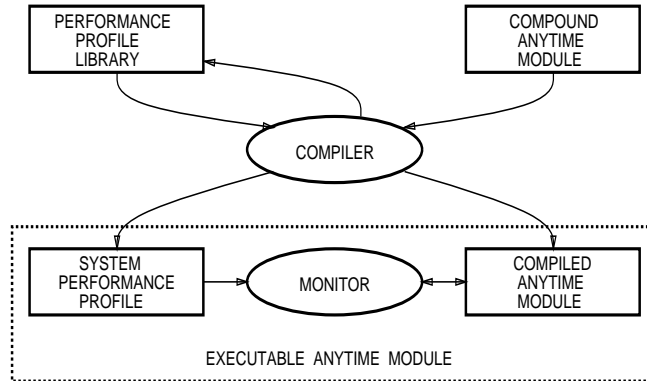 PERFORMANCE
PROFILE
LIBRARY
COMPOUND
ANYTIME
MODULE
COMPILER
SYSTEM
PERFORMANCE
PROFILE
MONITOR
COMPILED
ANYTIME
MODULE
EXECUTABLE ANYTIME MODULE